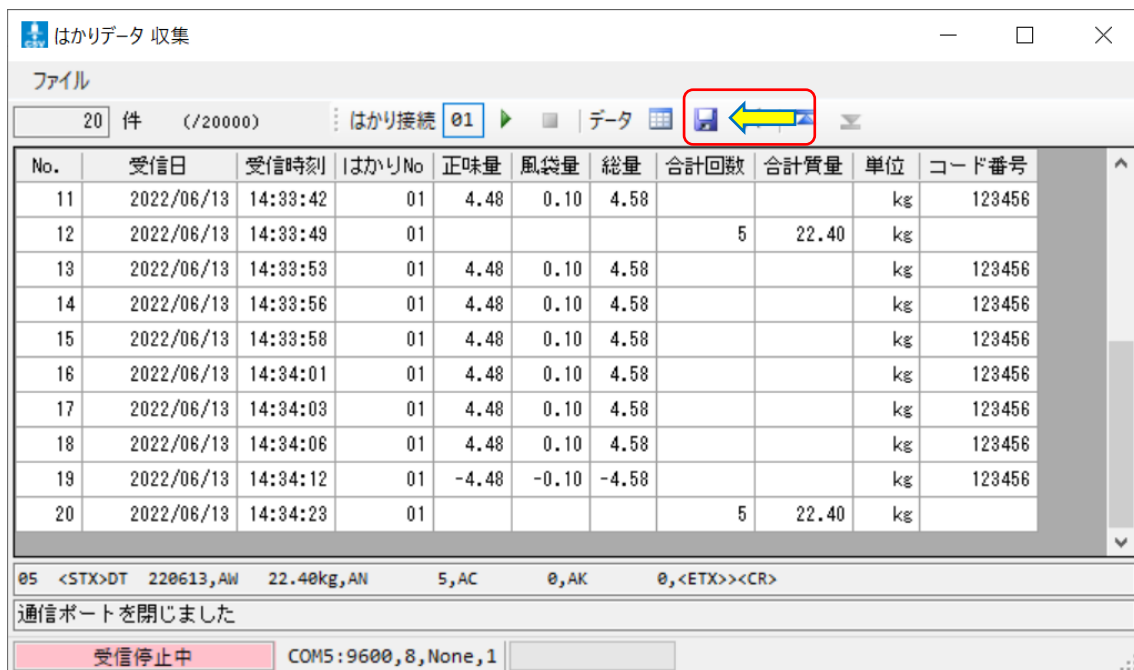 CSV はかりデータ 収集
ファイル
20 件 (/20000) はかり接続 01 データ
No. 受信日 受信時刻 はかりNo 正味量 風袋量 総量 合計回数 合計質量 単位 コード番号
11 2022/06/13 14:33:42 01 4.48 0.10 4.58 kg 123456
12 2022/06/13 14:33:49 01 5 22.40 kg
13 2022/06/13 14:33:53 01 4.48 0.10 4.58 kg 123456
14 2022/06/13 14:33:56 01 4.48 0.10 4.58 kg 123456
15 2022/06/13 14:33:58 01 4.48 0.10 4.58 kg 123456
16 2022/06/13 14:34:01 01 4.48 0.10 4.58 kg 123456
17 2022/06/13 14:34:03 01 4.48 0.10 4.58 kg 123456
18 2022/06/13 14:34:06 01 4.48 0.10 4.58 kg 123456
19 2022/06/13 14:34:12 01 -4.48 -0.10 -4.58 kg 123456
20 2022/06/13 14:34:23 01 5 22.40 kg
05 <STX>DT 220613,AW 22.40kg,AN 5,AC 0,AK 0,<ETX>><CR>
通信ポートを閉じました
受信停止中 COM5:9600,8,None,1